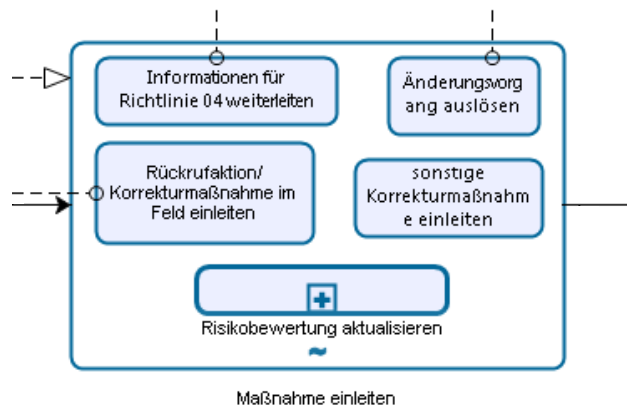 Informationen für
Richtlinie 04 weiterleiten
Änderungsvorg
ang auslösen
Rückrufaktion/
Korrekturmaßnahme im
Feld einleiten
sonstige
Korrekturmaßnahm
e einleiten
Risikobewertung aktualisieren
Maßnahme einleiten